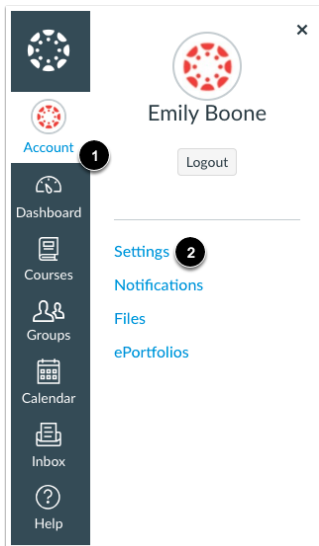 Account
1
Dashboard
Courses
Groups
Calendar
Inbox
Help
×
Emily Boone
Logout
Settings 2
Notifications
Files
ePortfolios